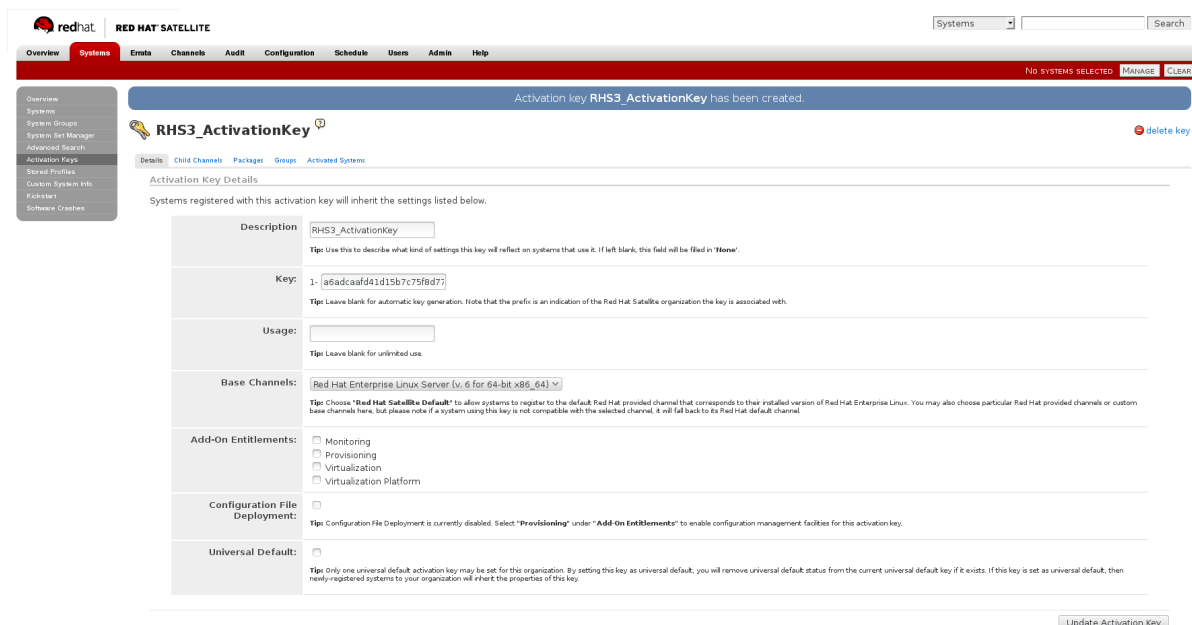 redhat. RED HAT SATELLITE
Systems Search
Overview Systems Errata Channels Audit Configuration Schedule Users Admin Help
NO SYSTEMS SELECTED MANAGE CLEAR
Overview
Systems
System Groups
System Set Manager
Advanced Search
Activation Keys
Stored Profiles
Custom System Info
Kickstart
Software Crashes
Activation key RHS3_ActivationKey has been created.
RHS3_ActivationKey ?
delete key
Details Child Channels Packages Groups Activated Systems
Activation Key Details
Systems registered with this activation key will inherit the settings listed below.
Description RHS3_ActivationKey
Tip: Use this to describe what kind of settings this key will reflect on systems that use it. If left blank, this field will be filled in 'None'.
Key: 1- a6adcaafd41d15b7c75f8d77
Tip: Leave blank for automatic key generation. Note that the prefix is an indication of the Red Hat Satellite organization the key is associated with.
Usage:
Tip: Leave blank for unlimited use.
Base Channels: Red Hat Enterprise Linux Server (v. 6 for 64-bit x86_64)
Tip: Choose "Red Hat Satellite Default" to allow systems to register to the default Red Hat provided channel that corresponds to their installed version of Red Hat Enterprise Linux. You may also choose particular Red Hat provided channels or custom
base channels here, but please note if a system using this key is not compatible with the selected channel, it will fall back to its Red Hat default channel
Add-On Entitlements: Monitoring
Provisioning
Virtualization
Virtualization Platform
Configuration File
Deployment:
Tip: Configuration File Deployment is currently disabled. Select "Provisioning" under "Add-On Entitlements" to enable configuration management facilities for this activation key.
Universal Default:
Tip: Only one universal default activation key may be set for this organization. By setting this key as universal default, you will remove universal default status from the current universal default key if it exists. If this key is set as universal default, then
newly-registered systems to your organization will inherit the properties of this key.
Update Activation Key